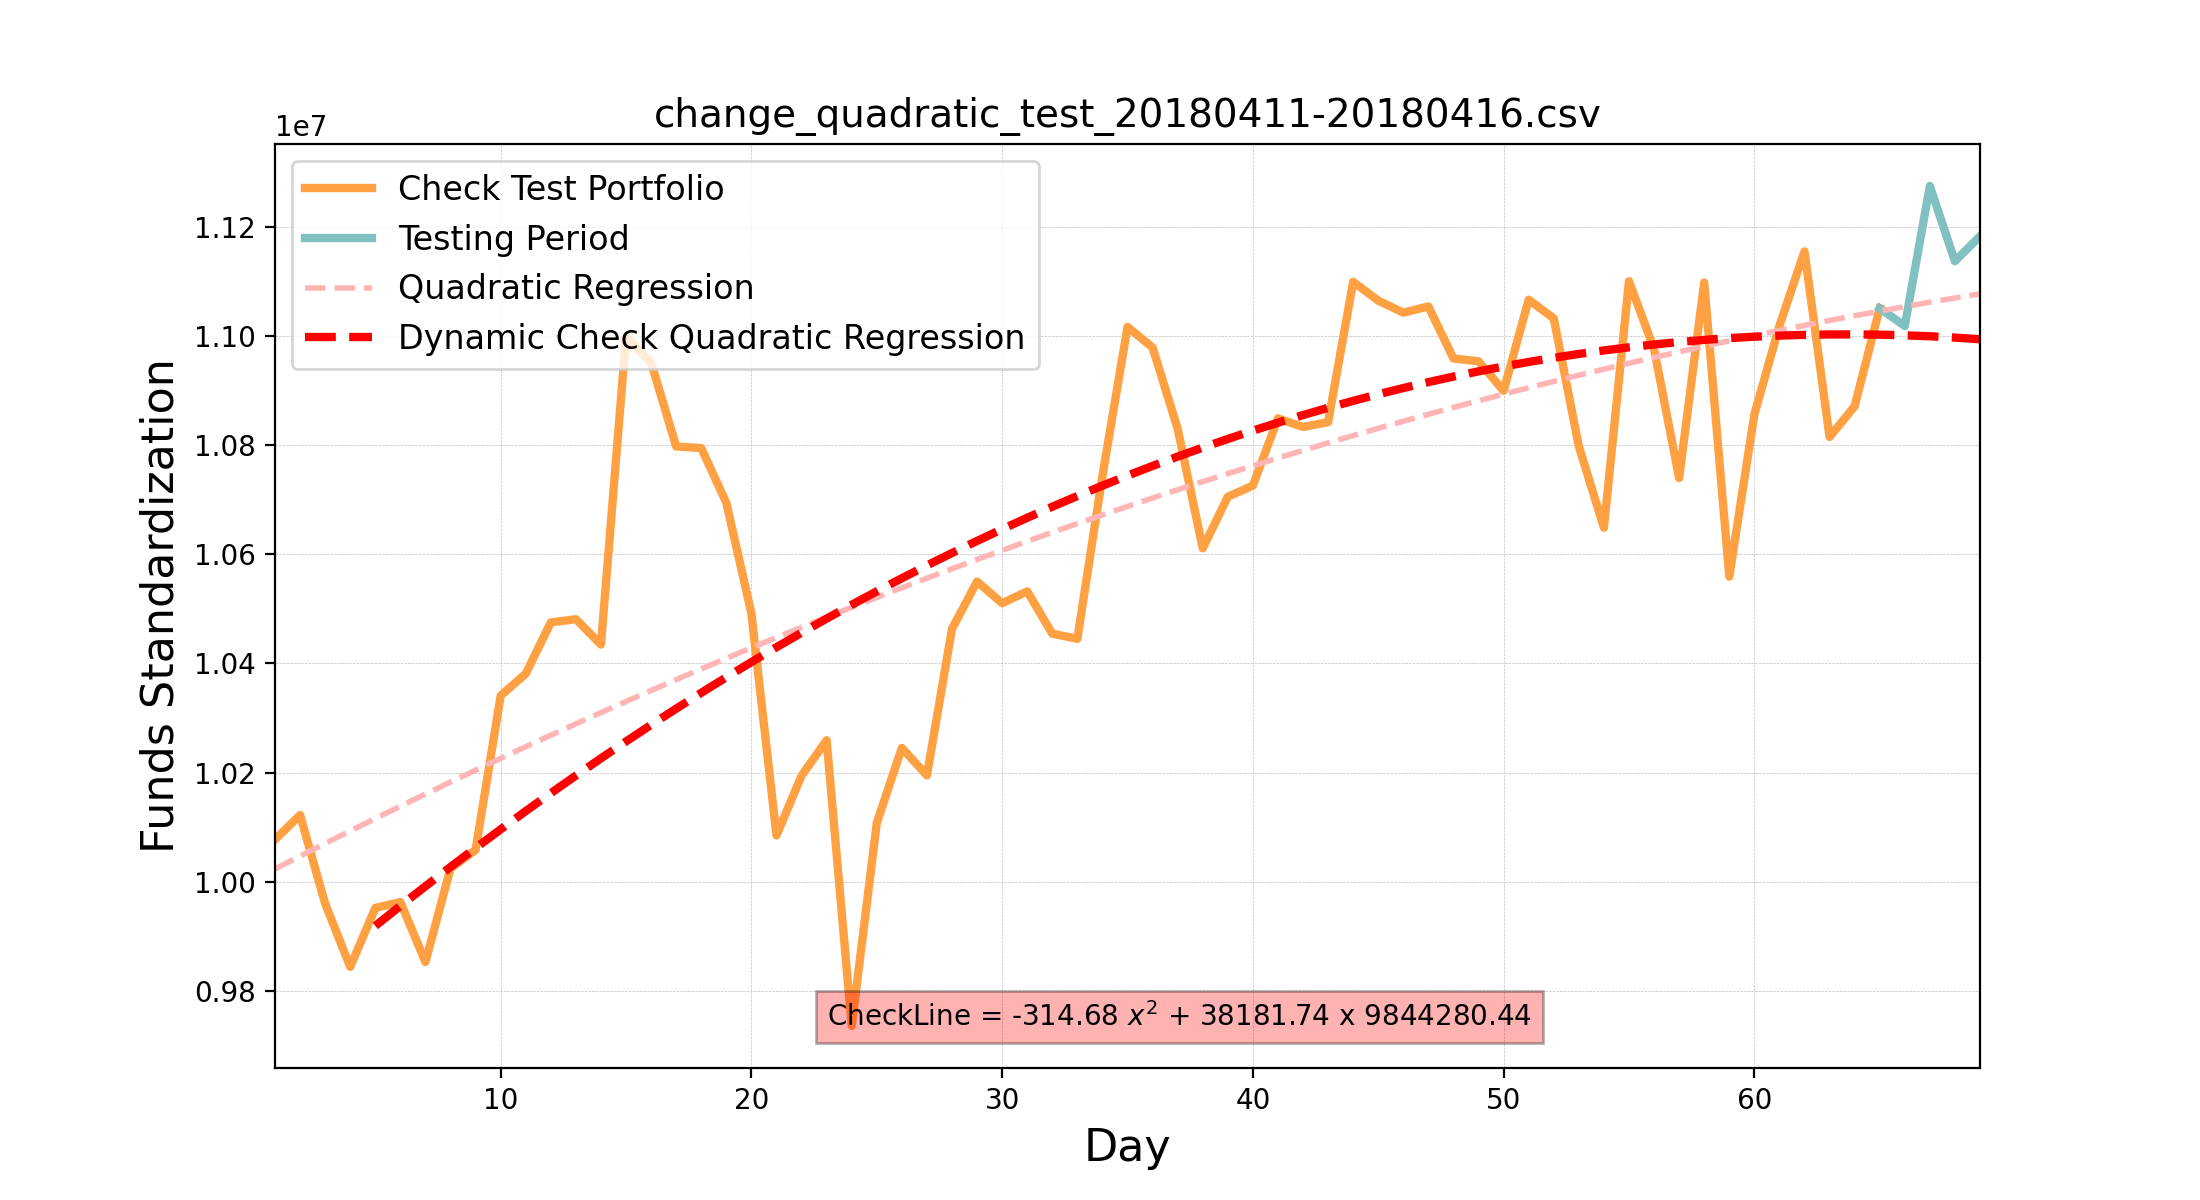 change_quadratic_test_20180411-20180416.csv
1e7
Check Test Portfolio
Testing Period
Quadratic Regression
Dynamic Check Quadratic Regression
Funds Standardization
1.12
1.10
1.08
1.06
1.04
1.02
1.00
0.98
CheckLine = -314.68 x² + 38181.74 x 9844280.44
10 20 30 40 50 60
Day